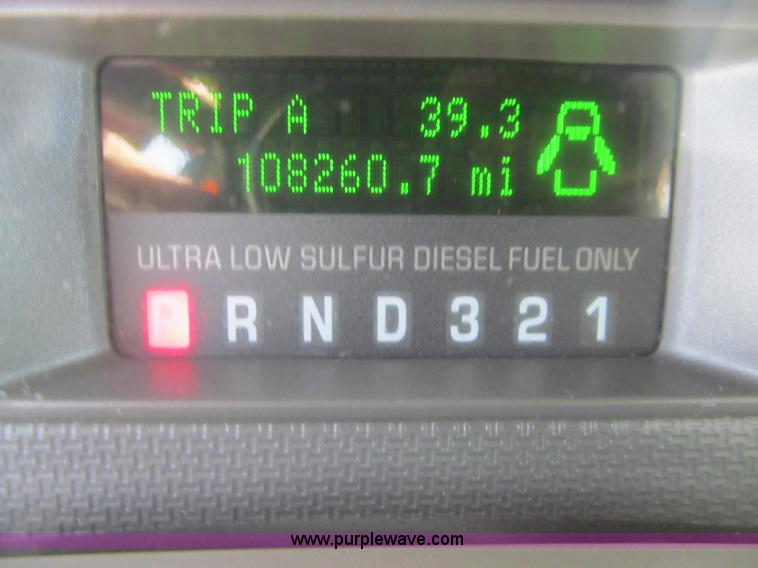 TRIP A 39.3
108260.7 mi
ULTRA LOW SULFUR DIESEL FUEL ONLY
P R N D 3 2 1
www.purplewave.com